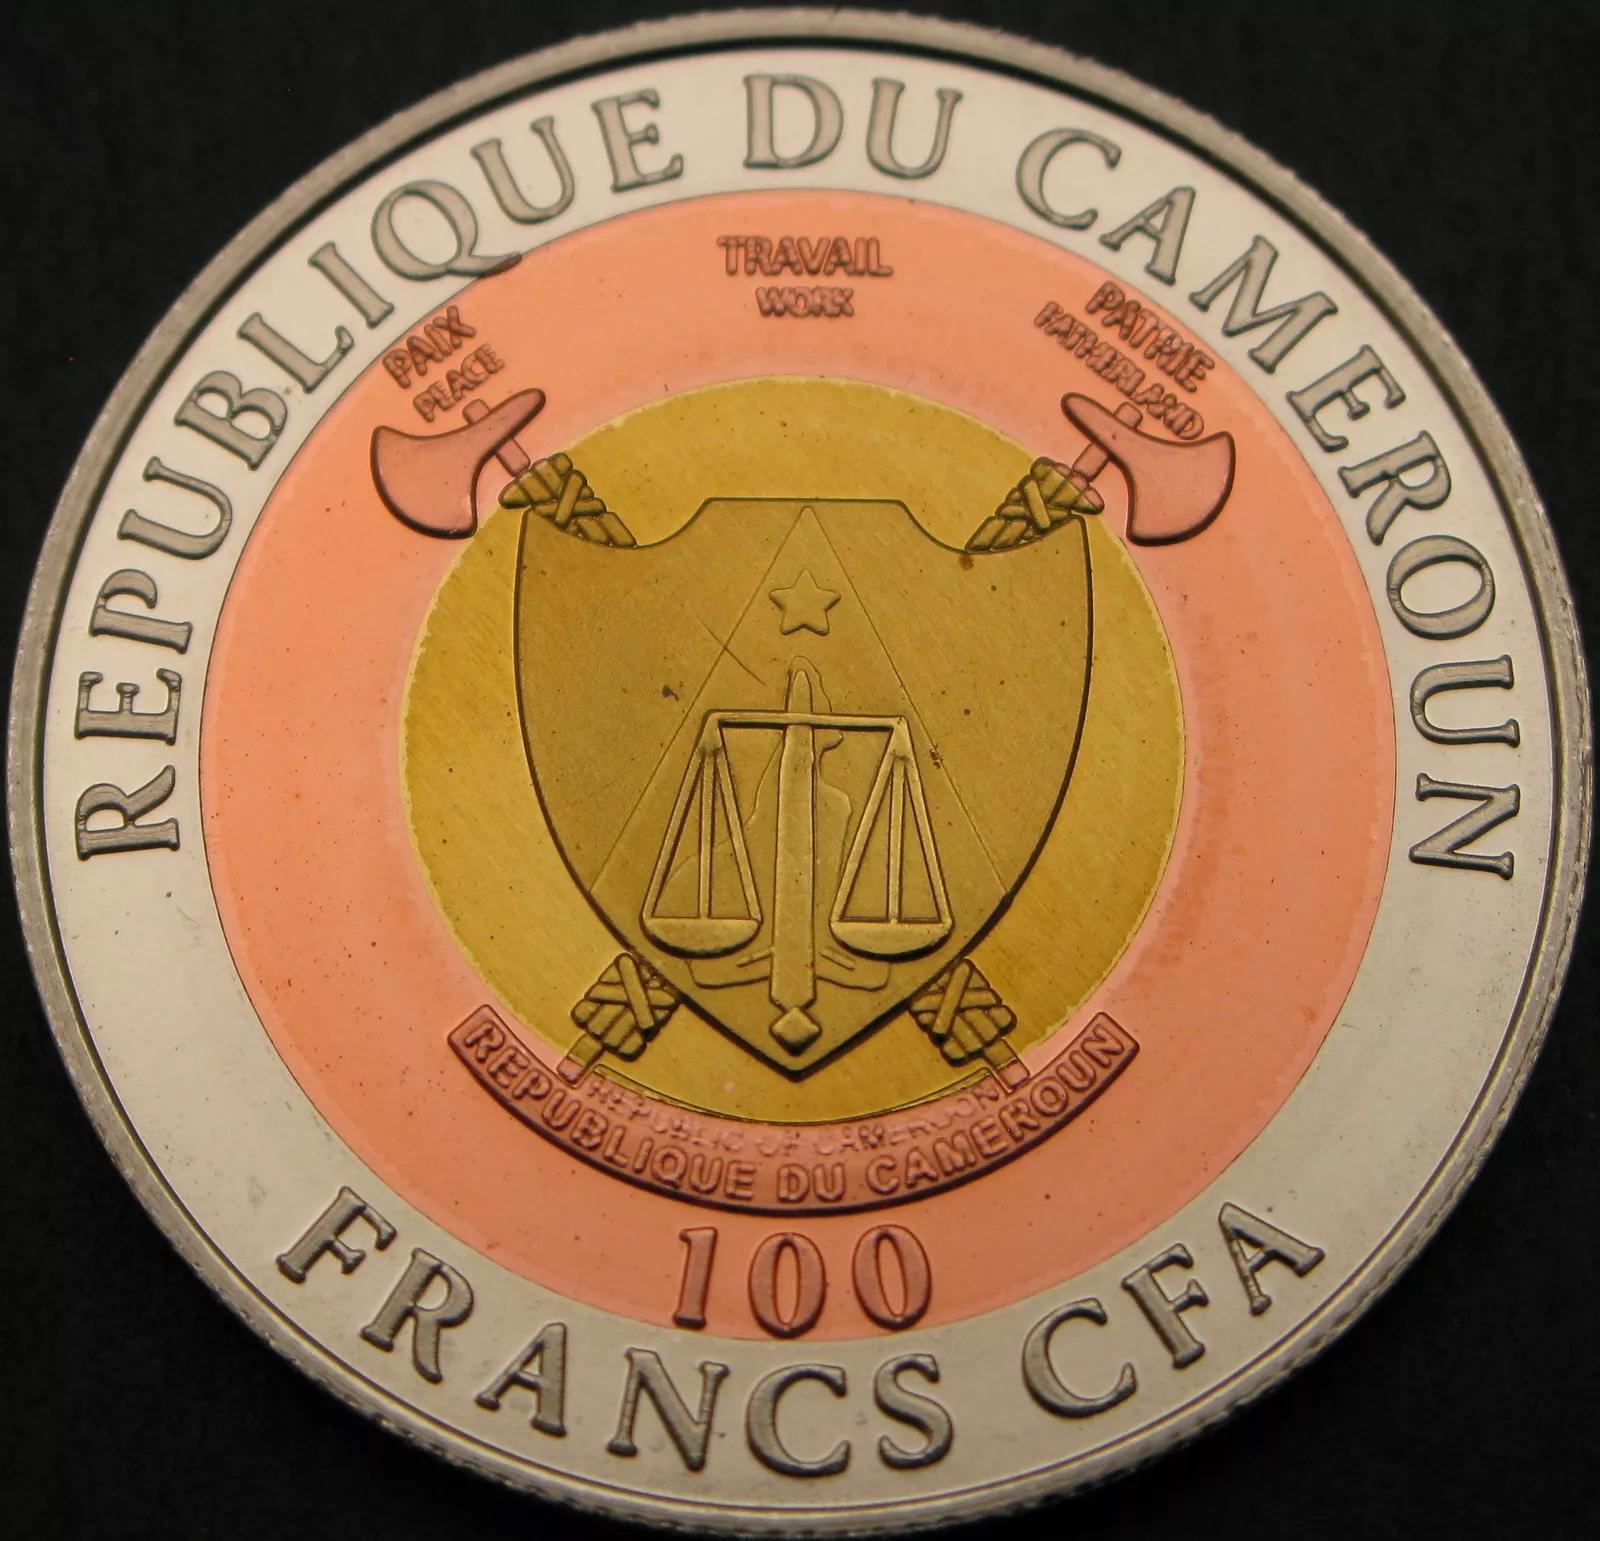 REPUBLIQUE DU CAMEROUN
PAIX
PEACE
TRAVAIL
WORK
PATRIE
FATHERLAND
REPUBLIC OF CAMEROON
REPUBLIQUE DU CAMEROUN
100
FRANCS CFA